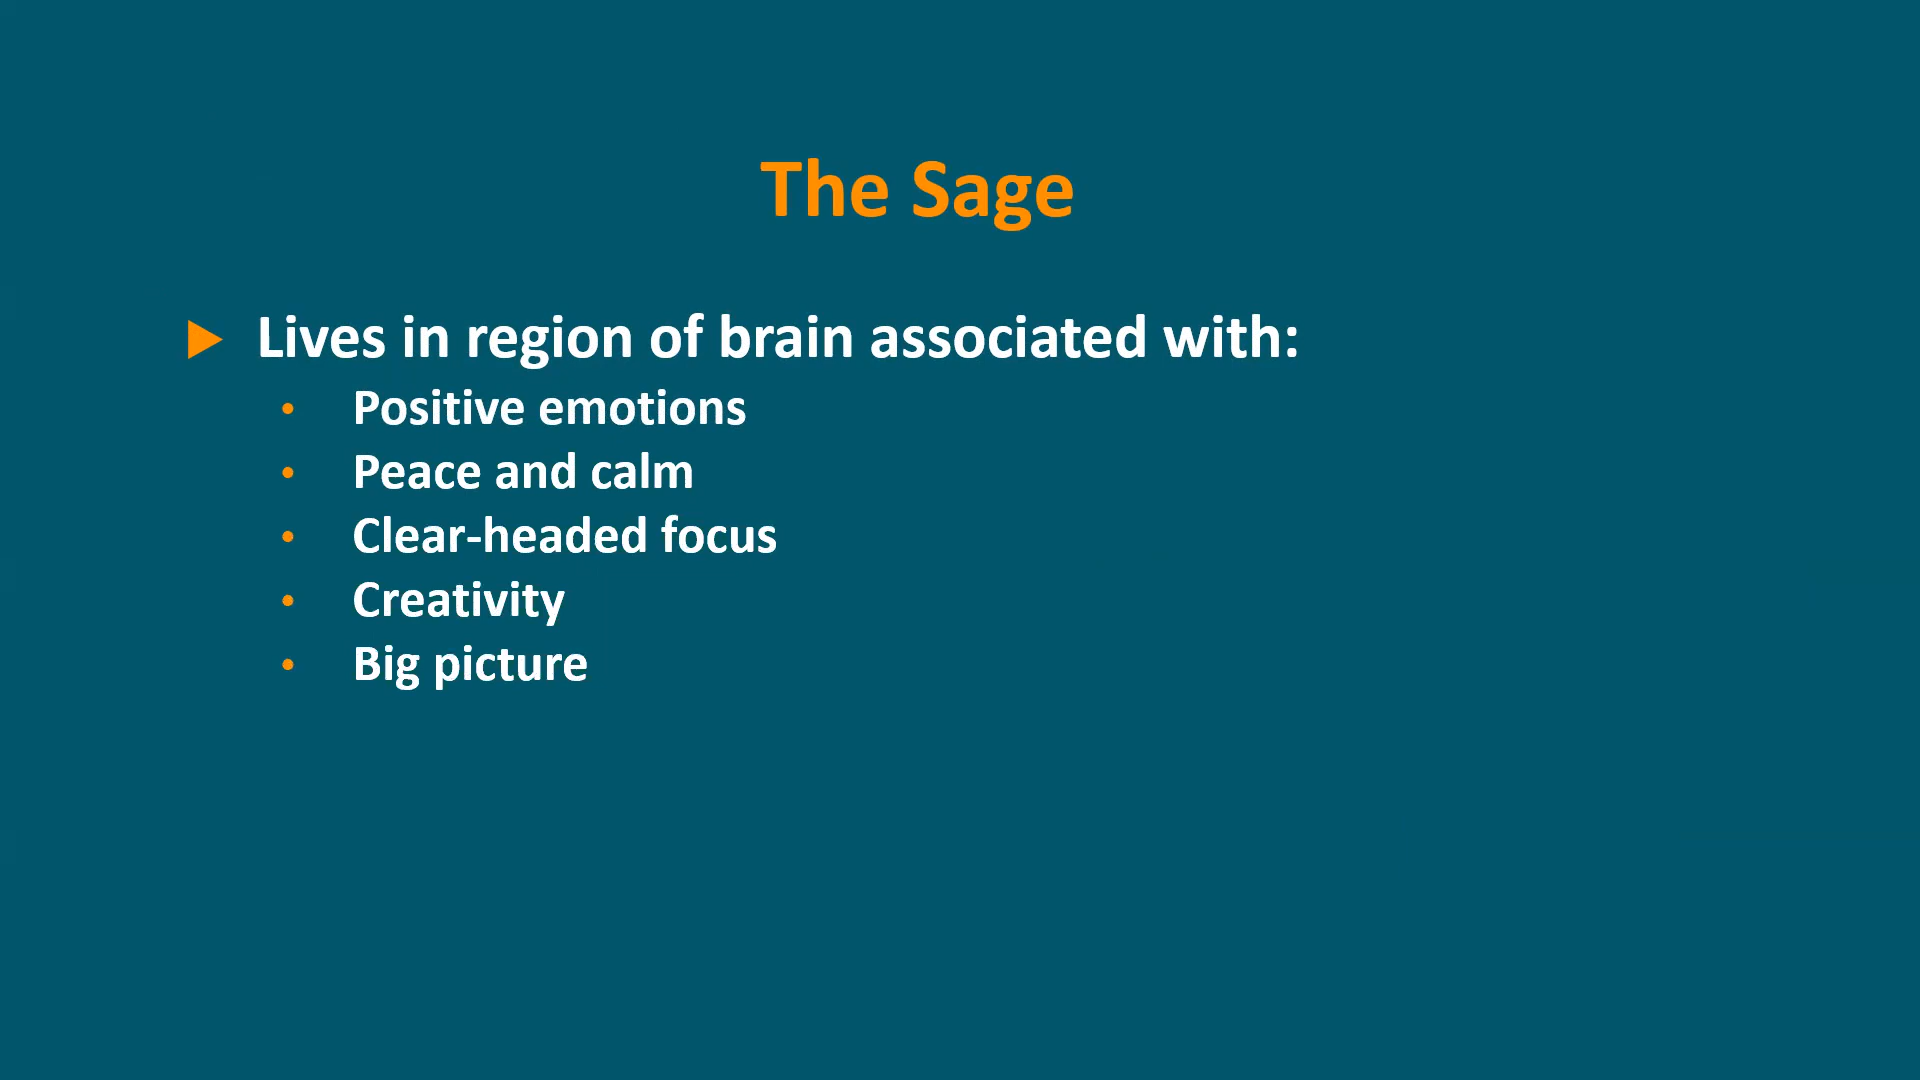 The Sage
Lives in region of brain associated with:
Positive emotions
Peace and calm
Clear-headed focus
Creativity
Big picture